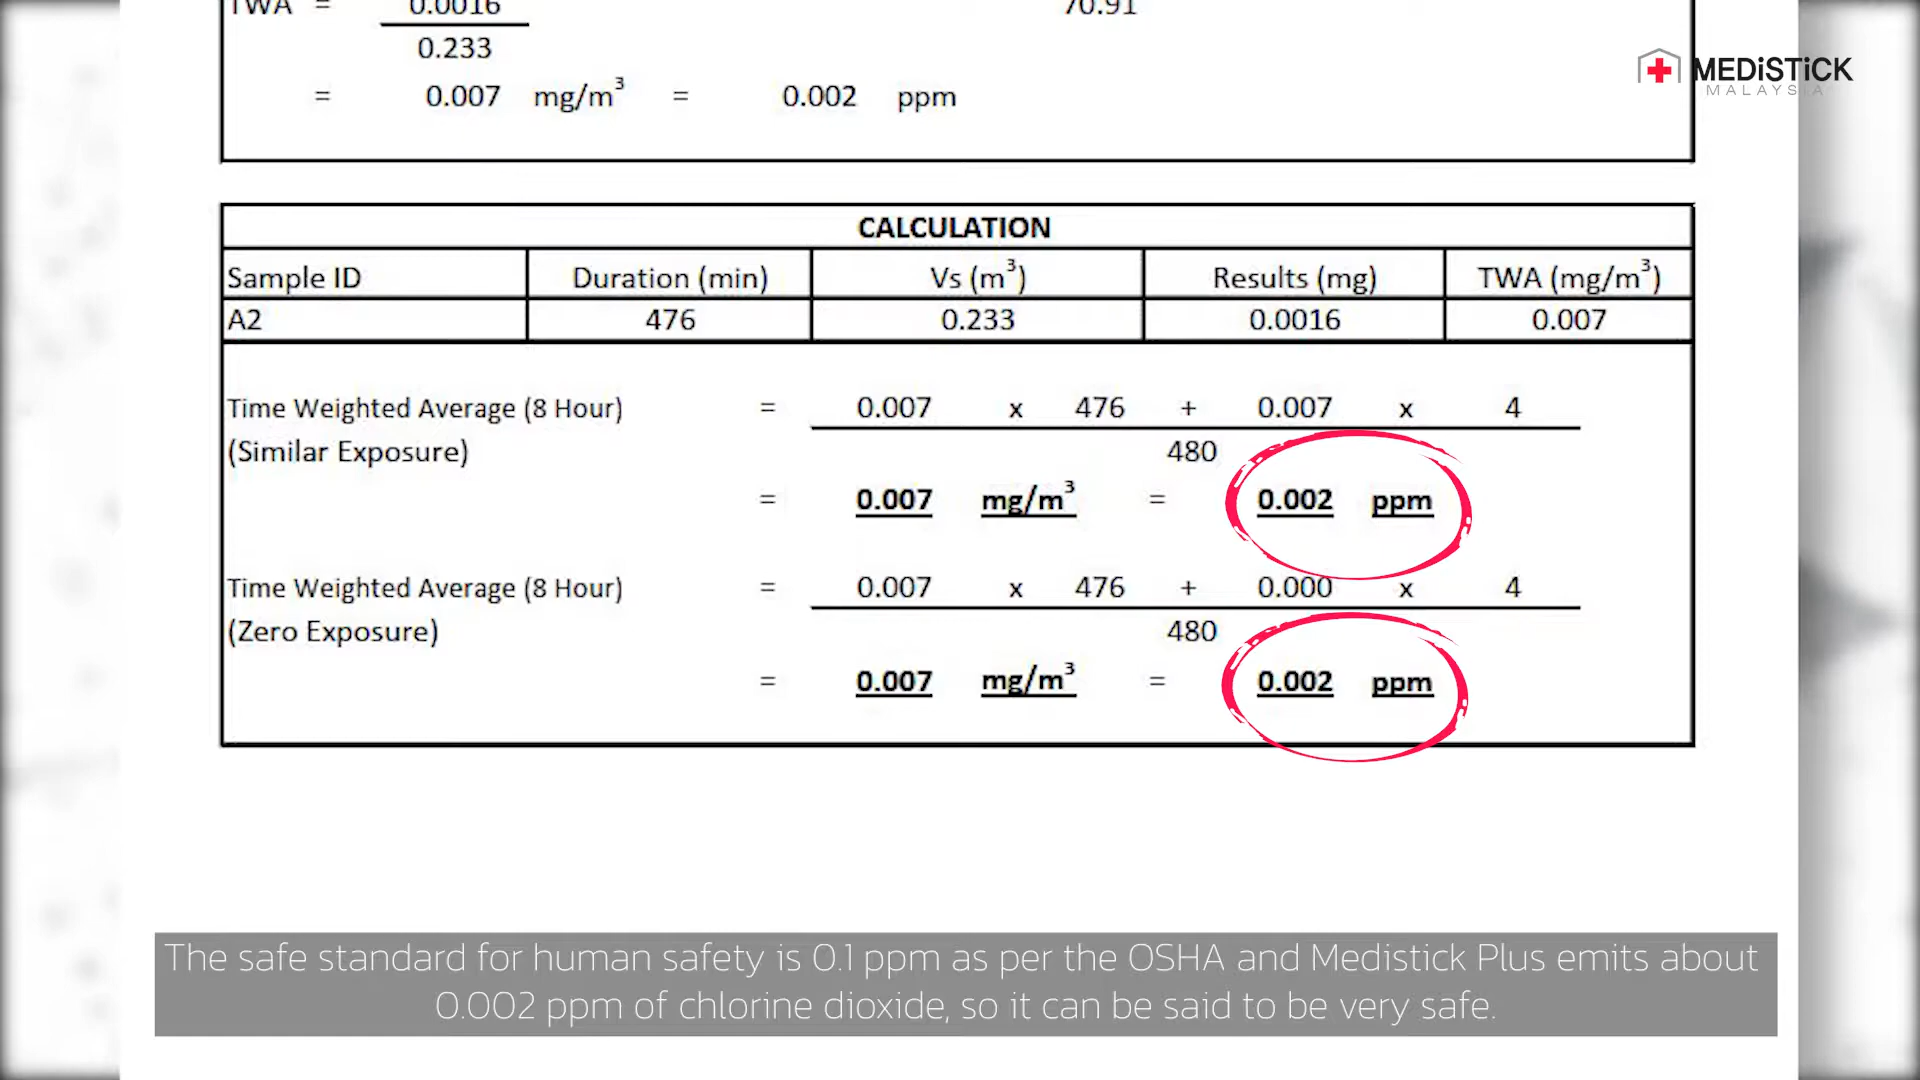 TWA = 0.0016 70.91
0.233
= 0.007 mg/m³ = 0.002 ppm
MEDiSTiCK
MALAYSIA
CALCULATION
Sample ID Duration (min) Vs (m³) Results (mg) TWA (mg/m³)
A2 476 0.233 0.0016 0.007
Time Weighted Average (8 Hour) = 0.007 x 476 + 0.007 x 4
(Similar Exposure) 480
= 0.007 mg/m³ = 0.002 ppm
Time Weighted Average (8 Hour) = 0.007 x 476 + 0.000 x 4
(Zero Exposure) 480
= 0.007 mg/m³ = 0.002 ppm
The safe standard for human safety is 0.1 ppm as per the OSHA and Medistick Plus emits about
0.002 ppm of chlorine dioxide, so it can be said to be very safe.